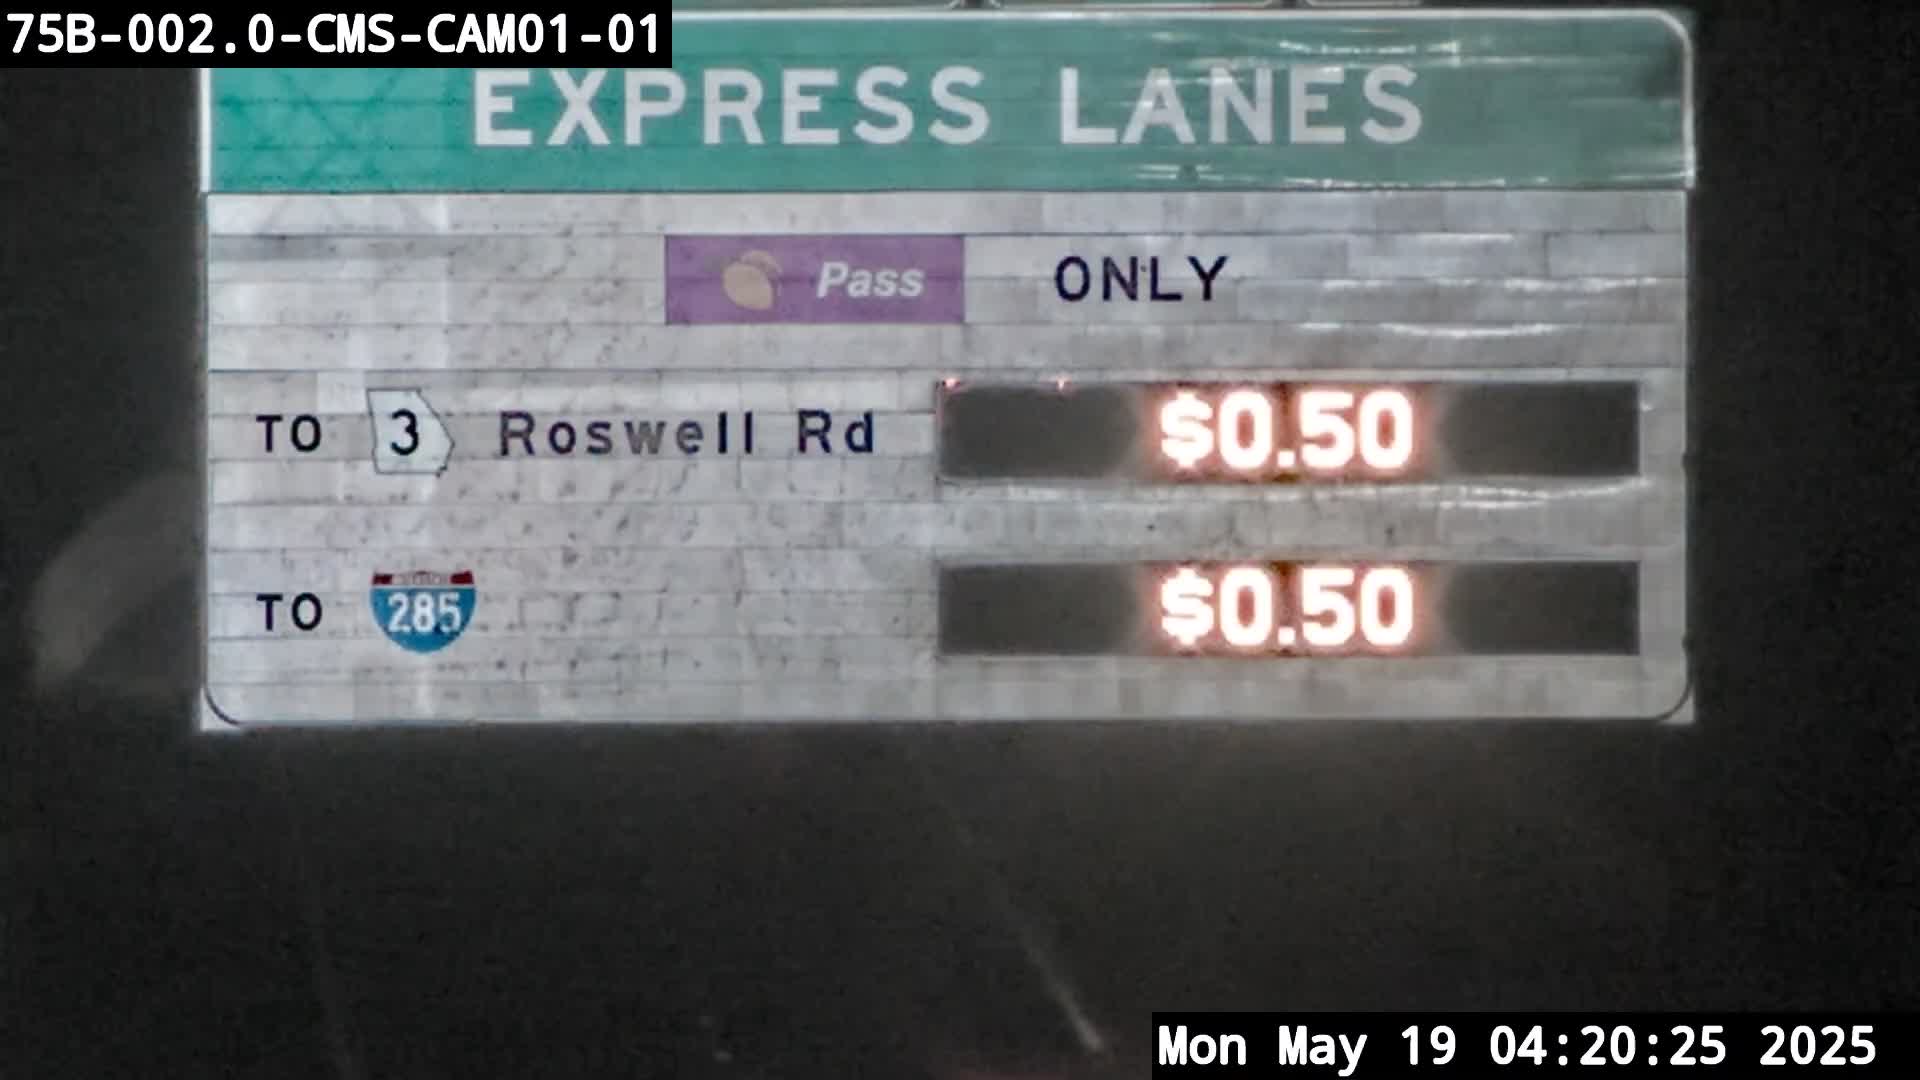 75B-002.0-CMS-CAM01-01
EXPRESS LANES
Pass ONLY
TO 3 Roswell Rd $0.50
TO 285 $0.50
Mon May 19 04:20:25 2025